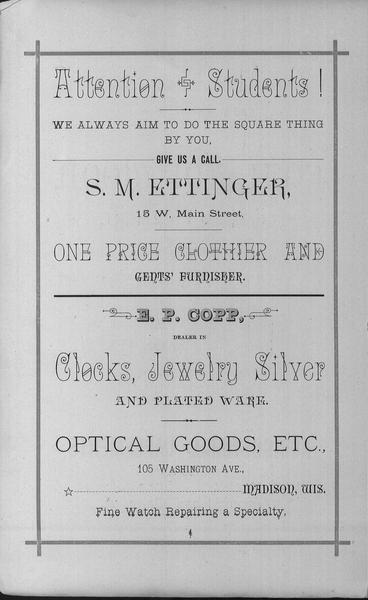 Attention Students!
WE ALWAYS AIM TO DO THE SQUARE THING
BY YOU,
GIVE US A CALL.
S. M. ETTINGER,
15 W. Main Street,
ONE PRICE CLOTHIER AND
GENTS' FURNISHER.
E. P. COPP,
DEALER IN
Clocks, Jewelry Silver
AND PLATED WARE.
OPTICAL GOODS, ETC.,
105 WASHINGTON AVE.,
MADISON, WIS.
Fine Watch Repairing a Specialty.
4